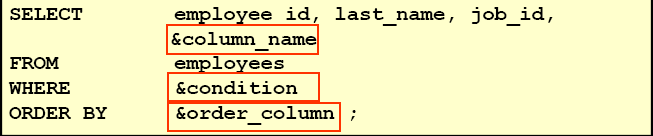 SELECT employee id, last_name, job_id,
&column_name
FROM employees
WHERE &condition
ORDER BY &order_column ;